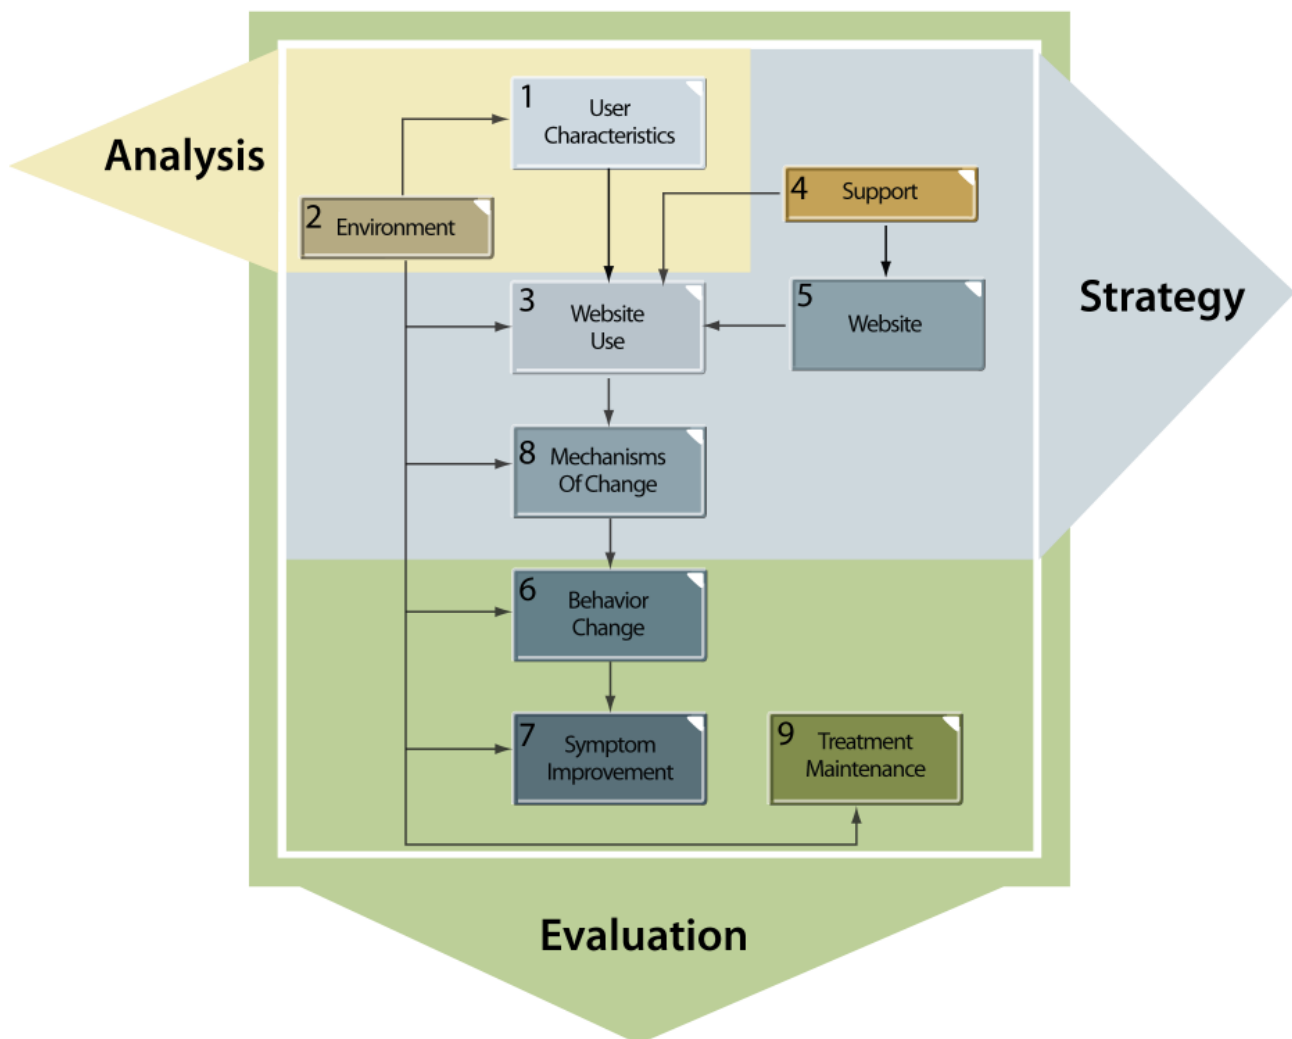 Analysis
1
User
Characteristics
2
Environment
4
Support
3
Website
Use
5
Website
Strategy
8
Mechanisms
Of Change
6
Behavior
Change
7
Symptom
Improvement
9
Treatment
Maintenance
Evaluation